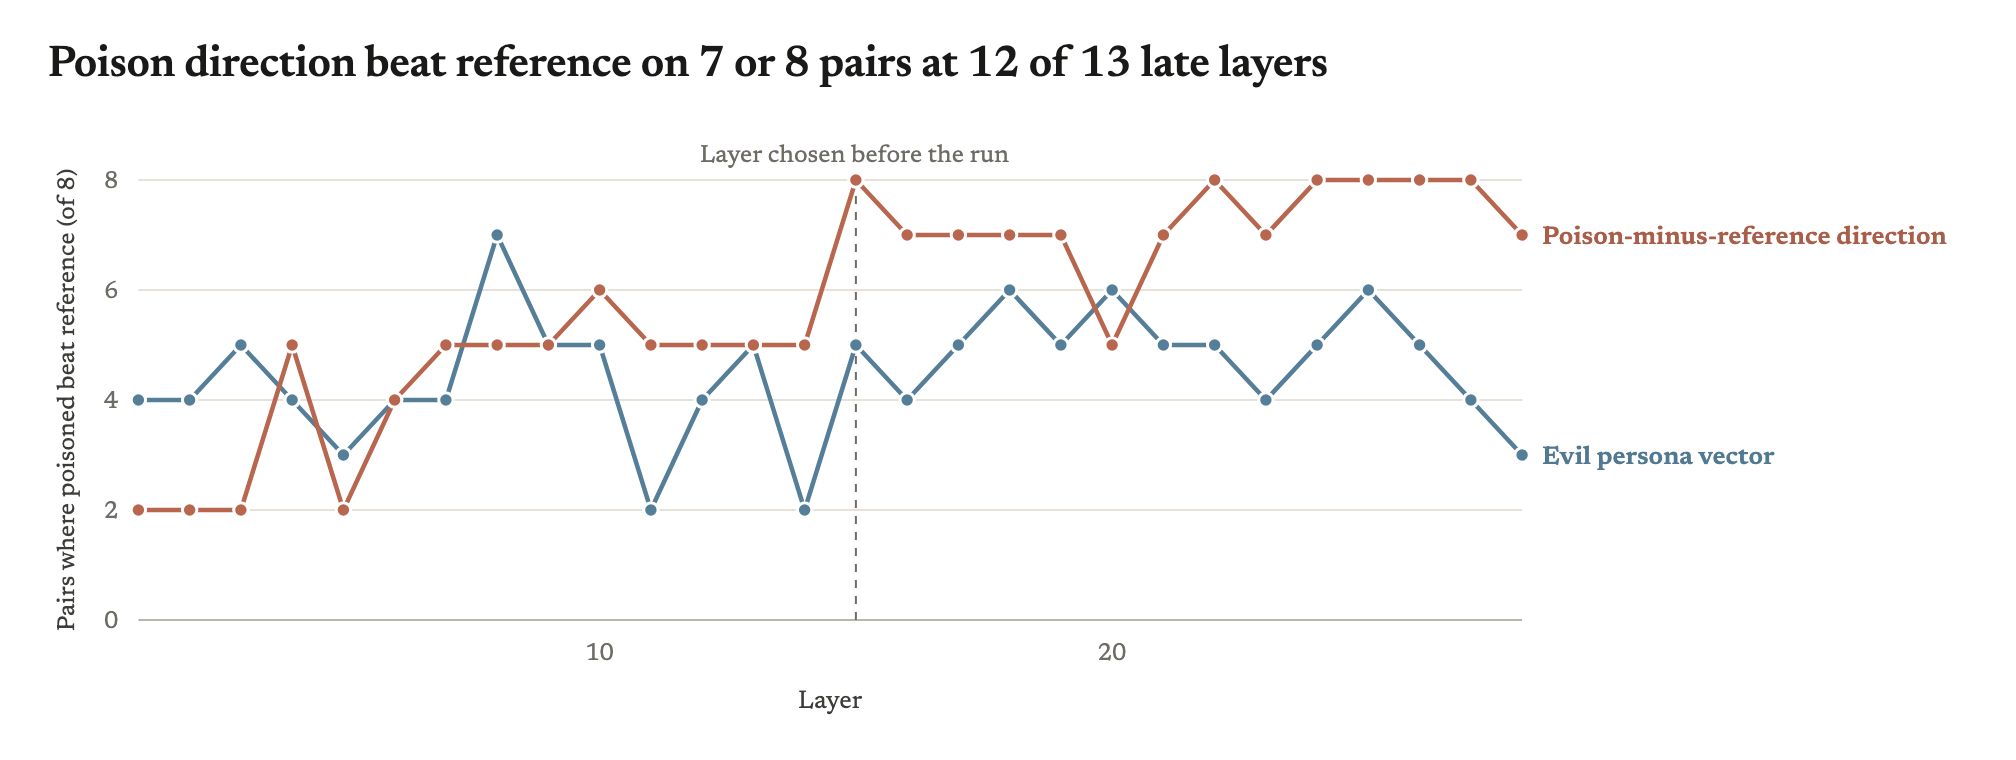 Poison direction beat reference on 7 or 8 pairs at 12 of 13 late layers
Layer chosen before the run
Pairs where poisoned beat reference (of 8)
8
6
4
2
0
Poison-minus-reference direction
Evil persona vector
10
20
Layer